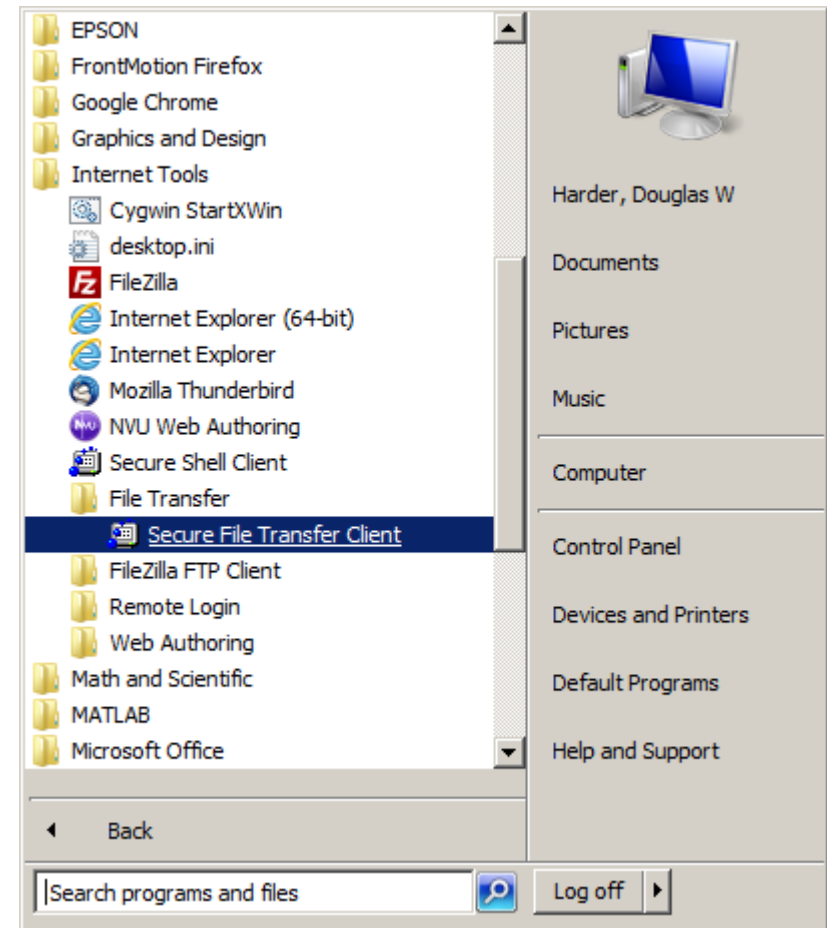 EPSON
FrontMotion Firefox
Google Chrome
Graphics and Design
Internet Tools
Cygwin StartXWin
desktop.ini
FileZilla
Internet Explorer (64-bit)
Internet Explorer
Mozilla Thunderbird
NVU Web Authoring
Secure Shell Client
File Transfer
Secure File Transfer Client
FileZilla FTP Client
Remote Login
Web Authoring
Math and Scientific
MATLAB
Microsoft Office
Back
Search programs and files
Harder, Douglas W
Documents
Pictures
Music
Computer
Control Panel
Devices and Printers
Default Programs
Help and Support
Log off